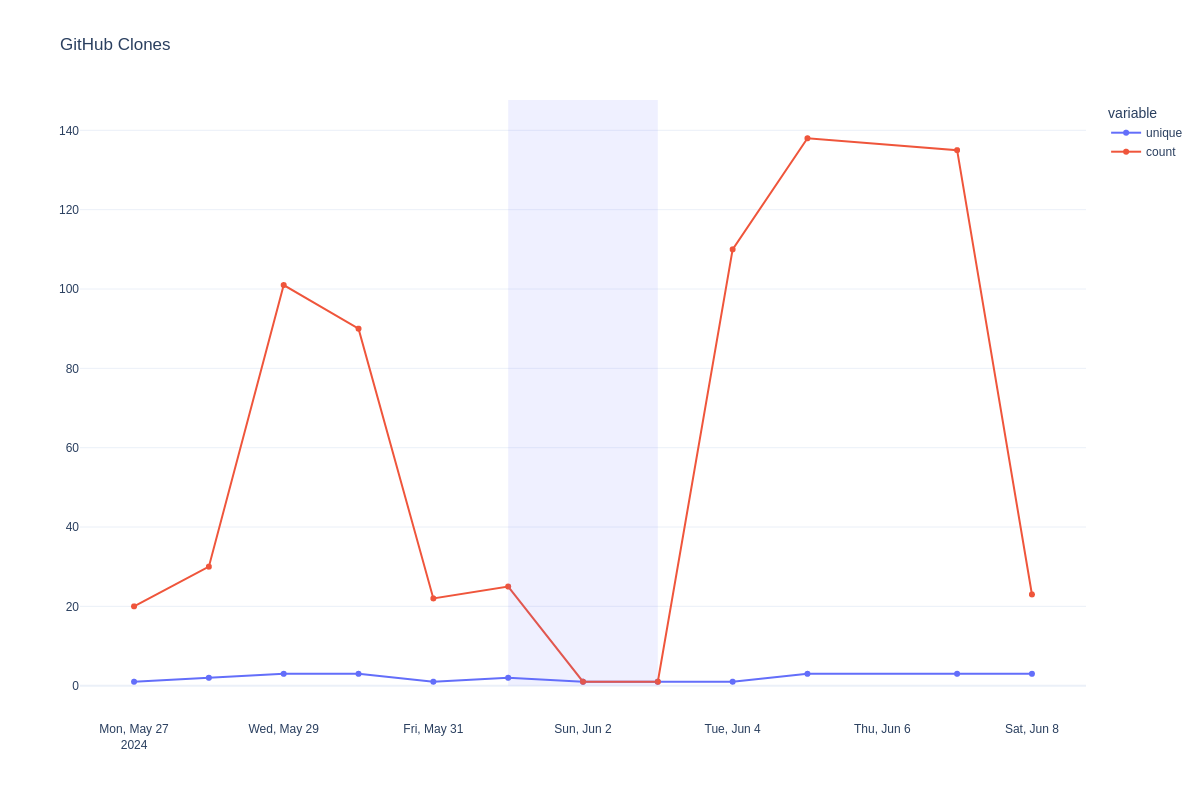 GitHub Clones
variable
unique
count
140
120
100
80
60
40
20
0
Mon, May 27
2024
Wed, May 29
Fri, May 31
Sun, Jun 2
Tue, Jun 4
Thu, Jun 6
Sat, Jun 8